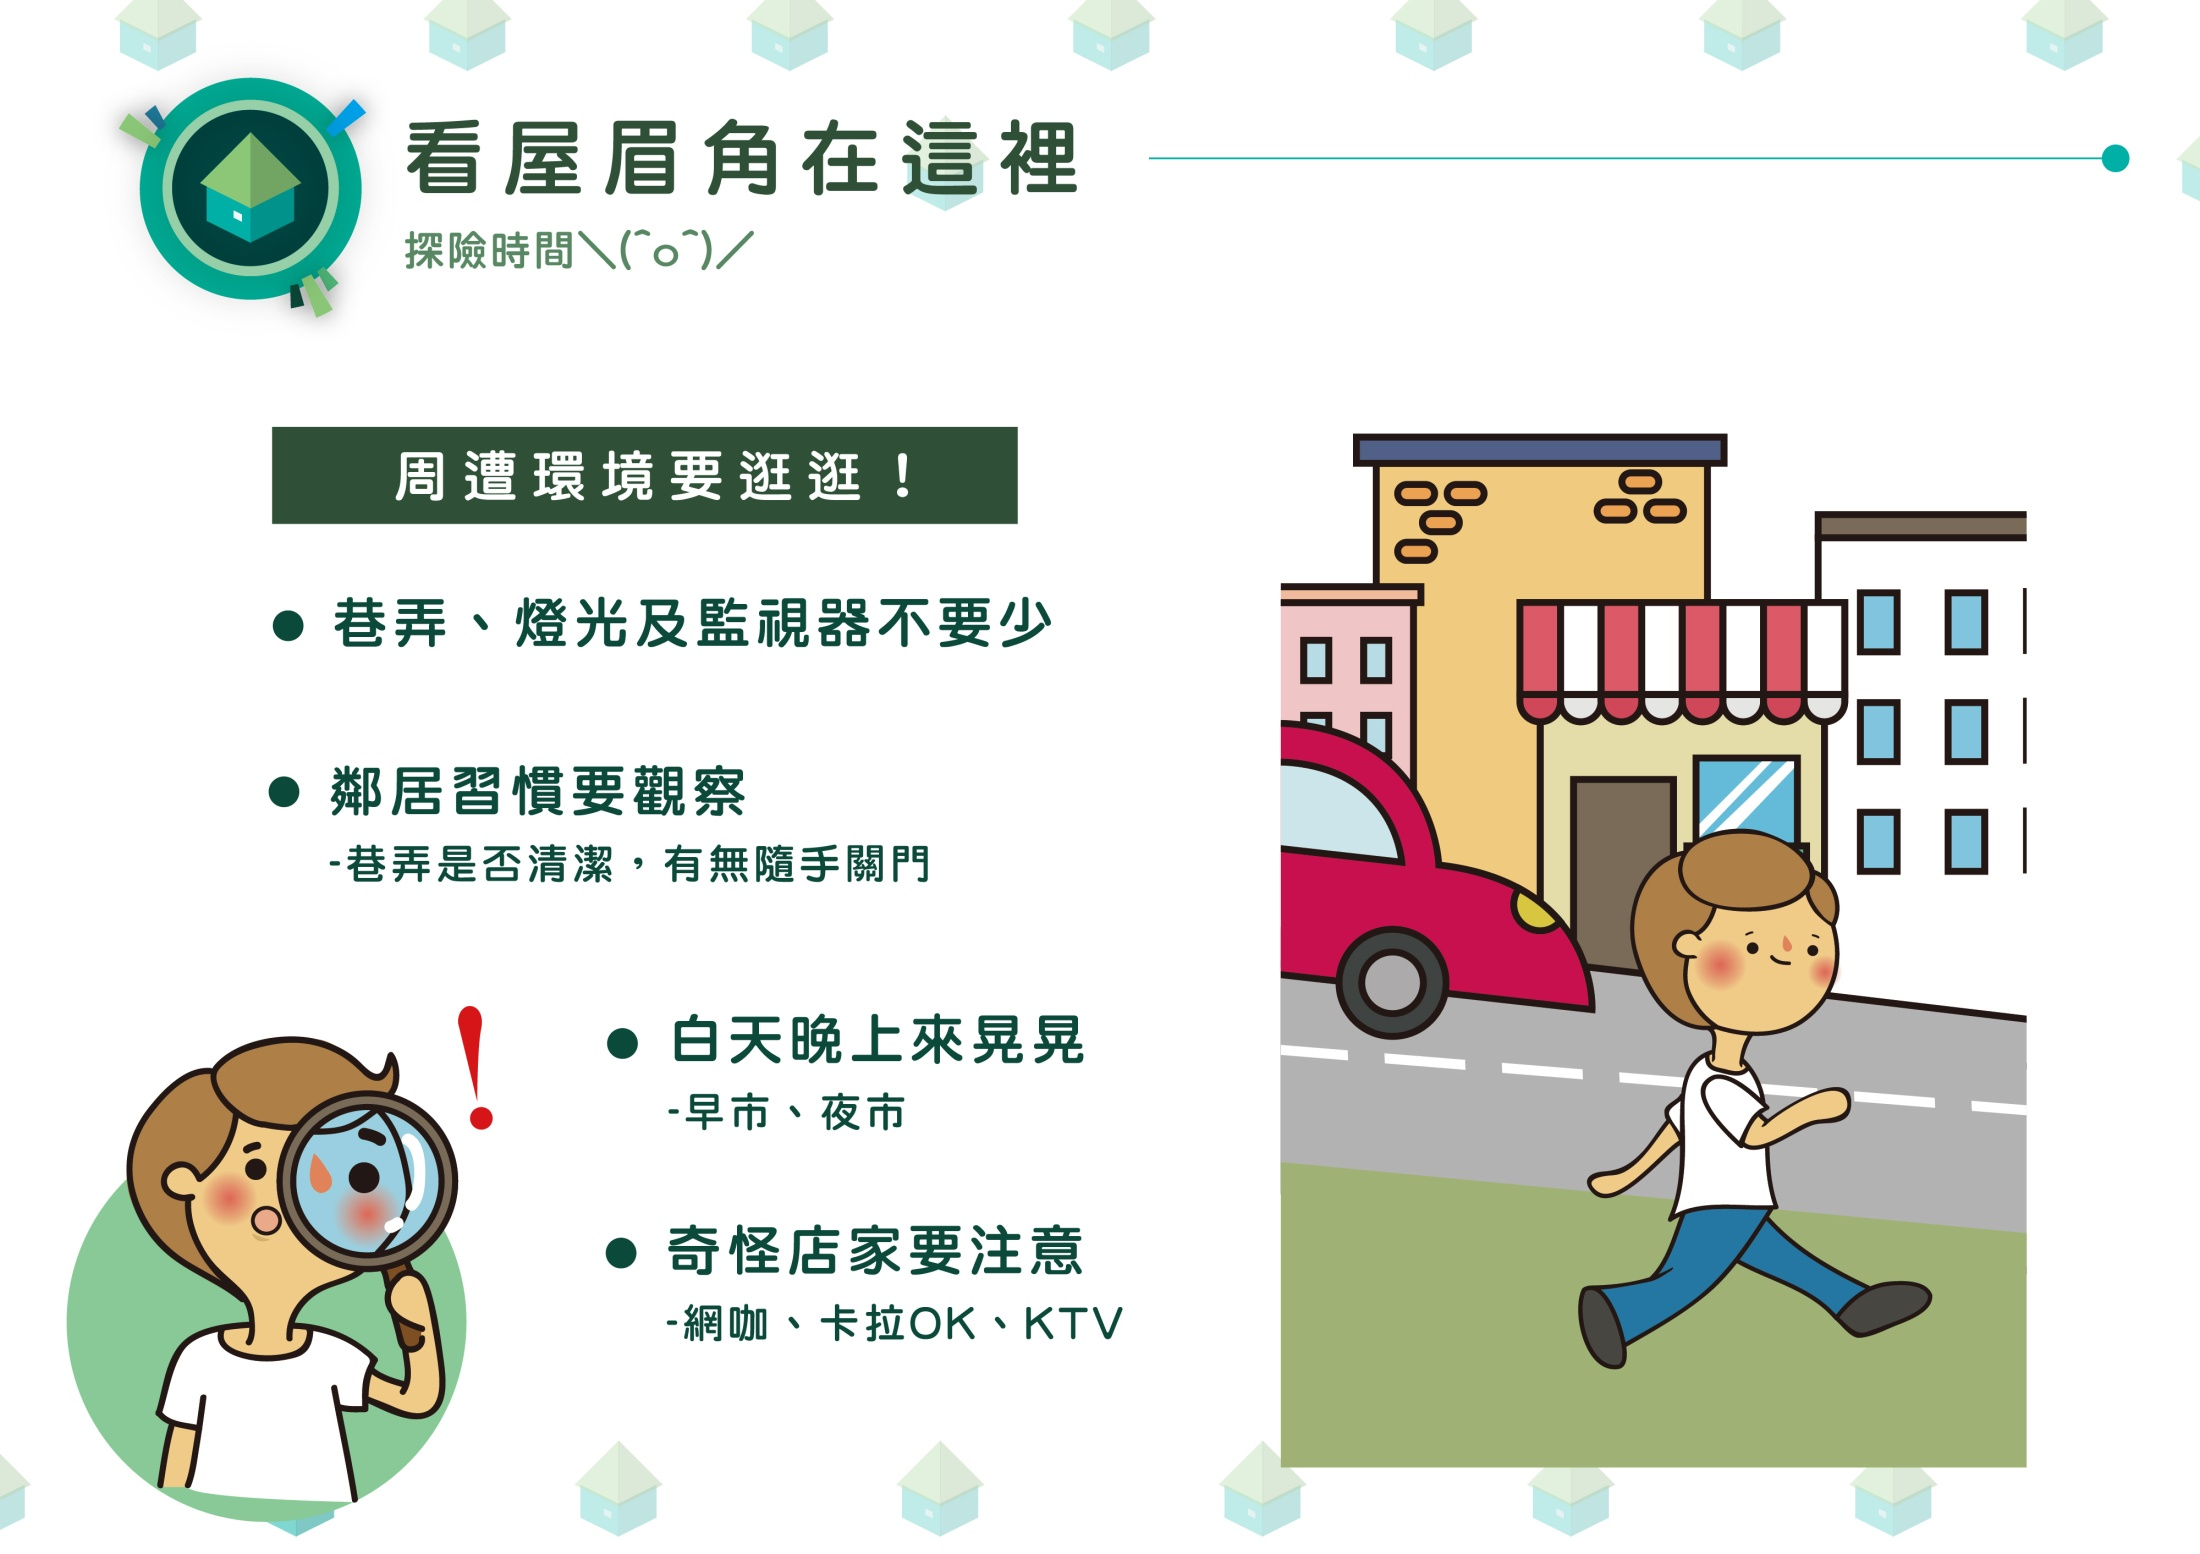 看屋眉角在這裡
探險時間＼(ˆoˆ)／
周遭環境要逛逛！
● 巷弄、燈光及監視器不要少
● 鄰居習慣要觀察
-巷弄是否清潔，有無隨手關門
● 白天晚上來晃晃
-早市、夜市
● 奇怪店家要注意
-網咖、卡拉OK、KTV